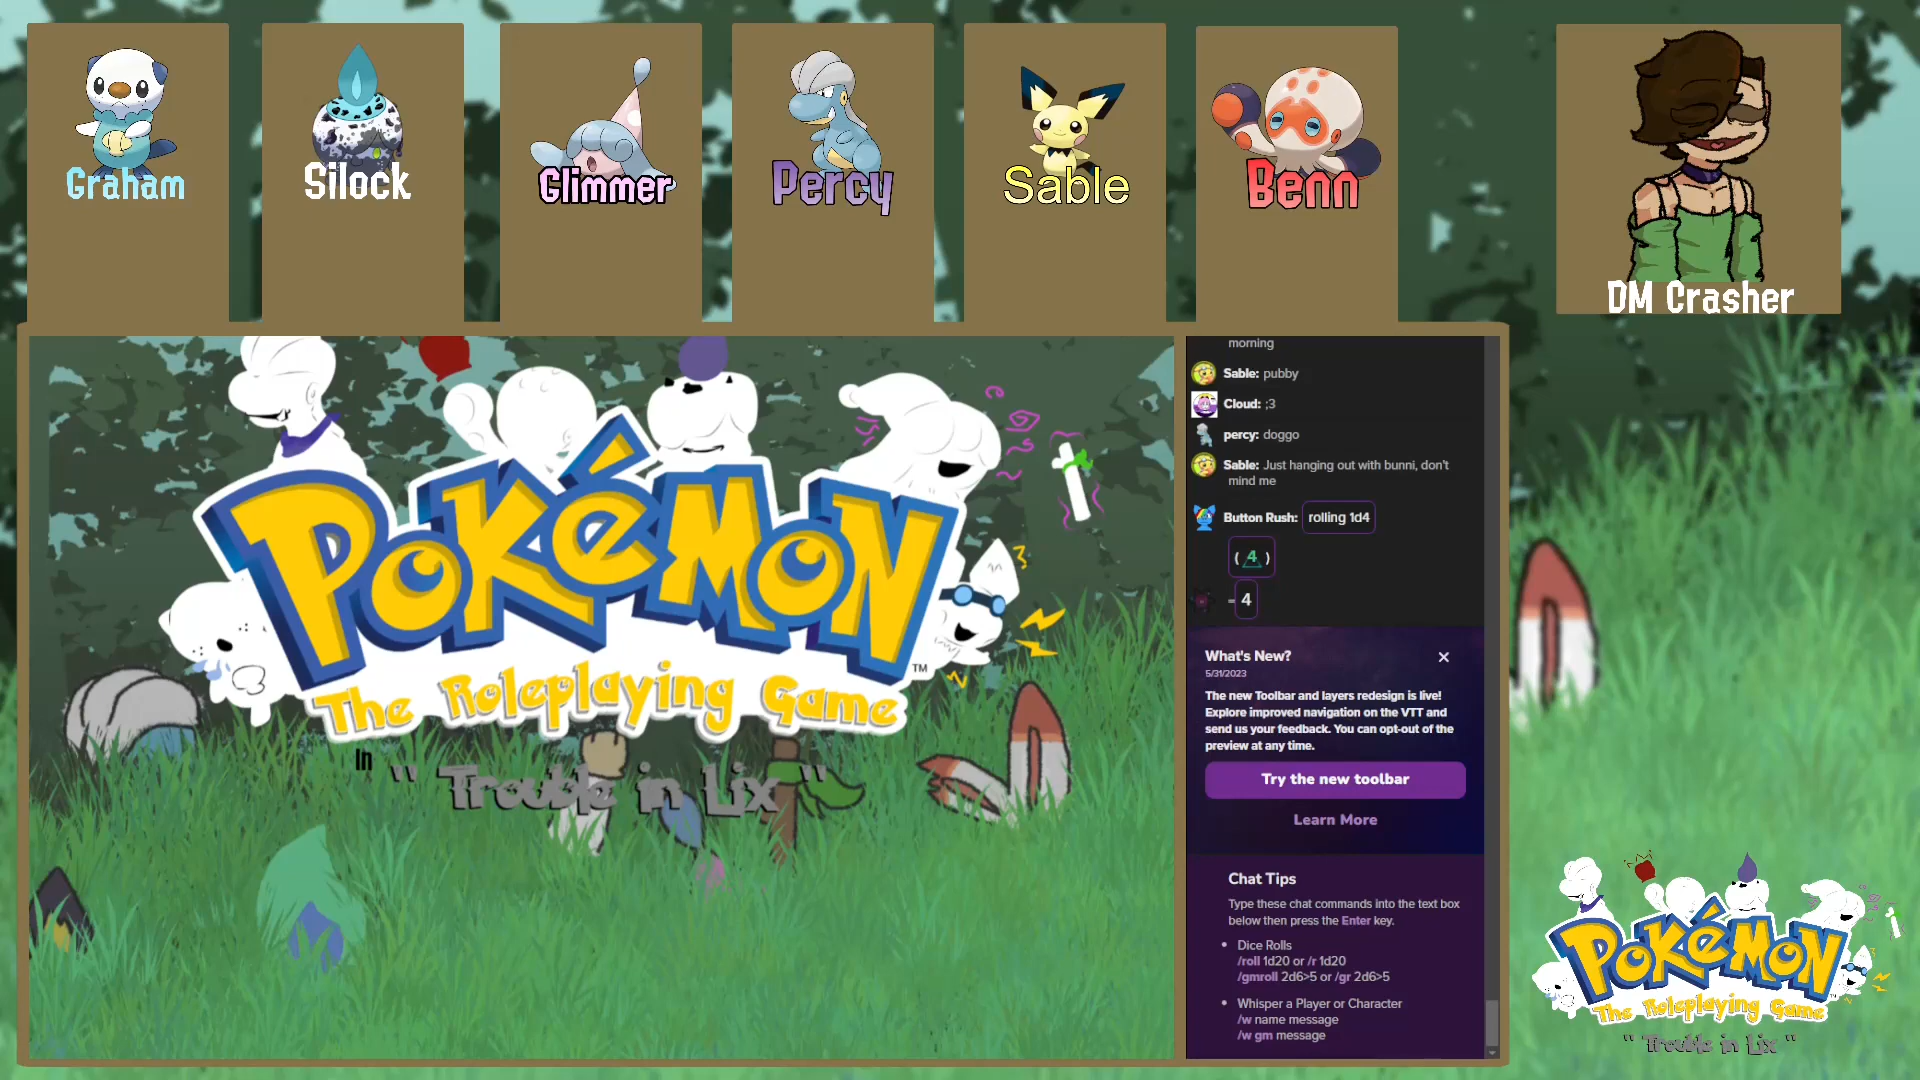 Graham
Silock
Glimmer
Percy
Sable
Benn
DM Crasher
POKéMON
TM
The Roleplaying Game
In
" Trouble in Lix "
morning
Sable: pubby
Cloud: ;3
percy: doggo
Sable: Just hanging out with bunni, don't
mind me
Button Rush: rolling 1d4
( 4 )
= 4
What's New?
5/31/2023
The new Toolbar and layers redesign is live!
Explore improved navigation on the VTT and
send us your feedback. You can opt-out of the
preview at any time.
Try the new toolbar
Learn More
Chat Tips
Type these chat commands into the text box
below then press the Enter key.
• Dice Rolls
/roll 1d20 or /r 1d20
/gmroll 2d6>5 or /gr 2d6>5
• Whisper a Player or Character
/w name message
/w gm message
POKéMON
The Roleplaying Game
" Trouble in Lix "